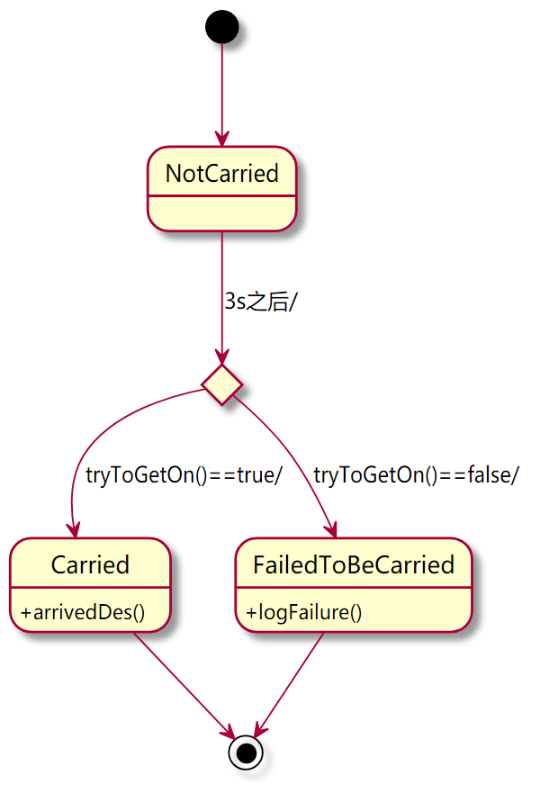 NotCarried
3s之后/
tryToGetOn()==true/
tryToGetOn()==false/
Carried
+arrivedDes()
FailedToBeCarried
+logFailure()